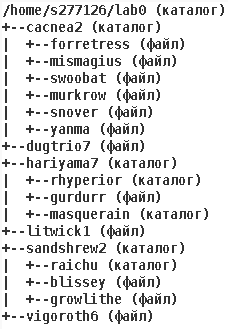 /home/s277126/lab0 (каталог)
+--cacnea2 (каталог)
|  +--forretress (файл)
|  +--mismagius (файл)
|  +--swoobat (файл)
|  +--murkrow (файл)
|  +--snover (файл)
|  +--yanma (файл)
+--dugtrio7 (файл)
+--hariyama7 (каталог)
|  +--rhyperior (каталог)
|  +--gurdurr (файл)
|  +--masquerain (каталог)
+--litwick1 (файл)
+--sandshrew2 (каталог)
|  +--raichu (каталог)
|  +--blissey (файл)
|  +--growlithe (файл)
+--vigoroth6 (файл)